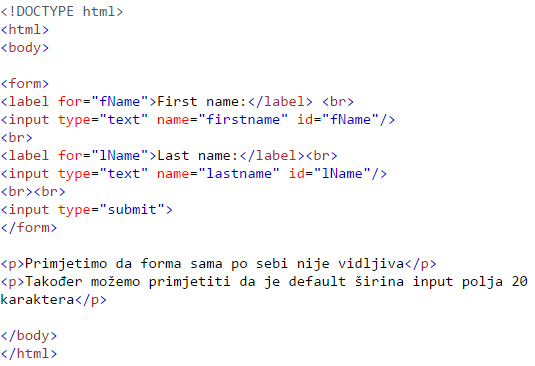 <!DOCTYPE html>
<html>
<body>
<form>
<label for="fName">First name:</label> <br>
<input type="text" name="firstname" id="fName"/>
<br>
<label for="lName">Last name:</label><br>
<input type="text" name="lastname" id="lName"/>
<br><br>
<input type="submit">
</form>
<p>Primjetimo da forma sama po sebi nije vidljiva</p>
<p>Također možemo primjetiti da je default širina input polja 20
karaktera</p>
</body>
</html>